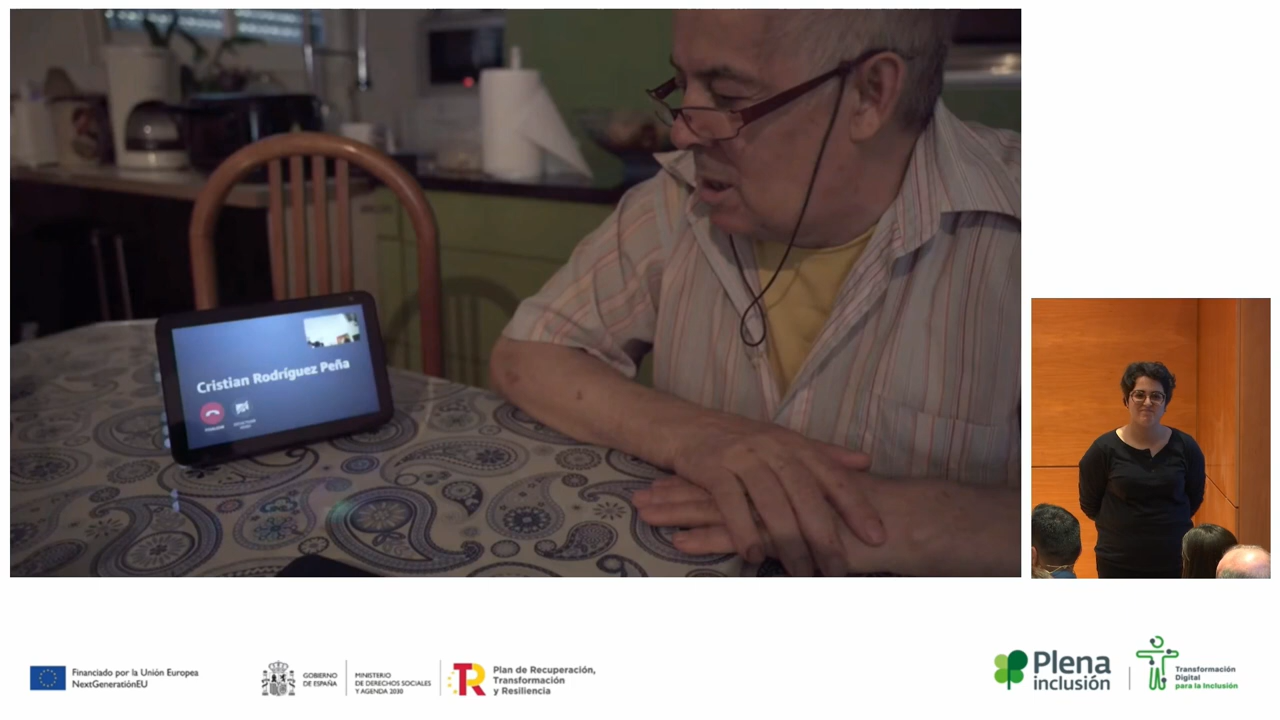 Cristian Rodríguez Peña
Financiado por la Unión Europea
NextGenerationEU
GOBIERNO
DE ESPAÑA
MINISTERIO
DE DERECHOS SOCIALES
Y AGENDA 2030
Plan de Recuperación,
Transformación
y Resiliencia
Plena
inclusión
Transformación
Digital
para la Inclusión